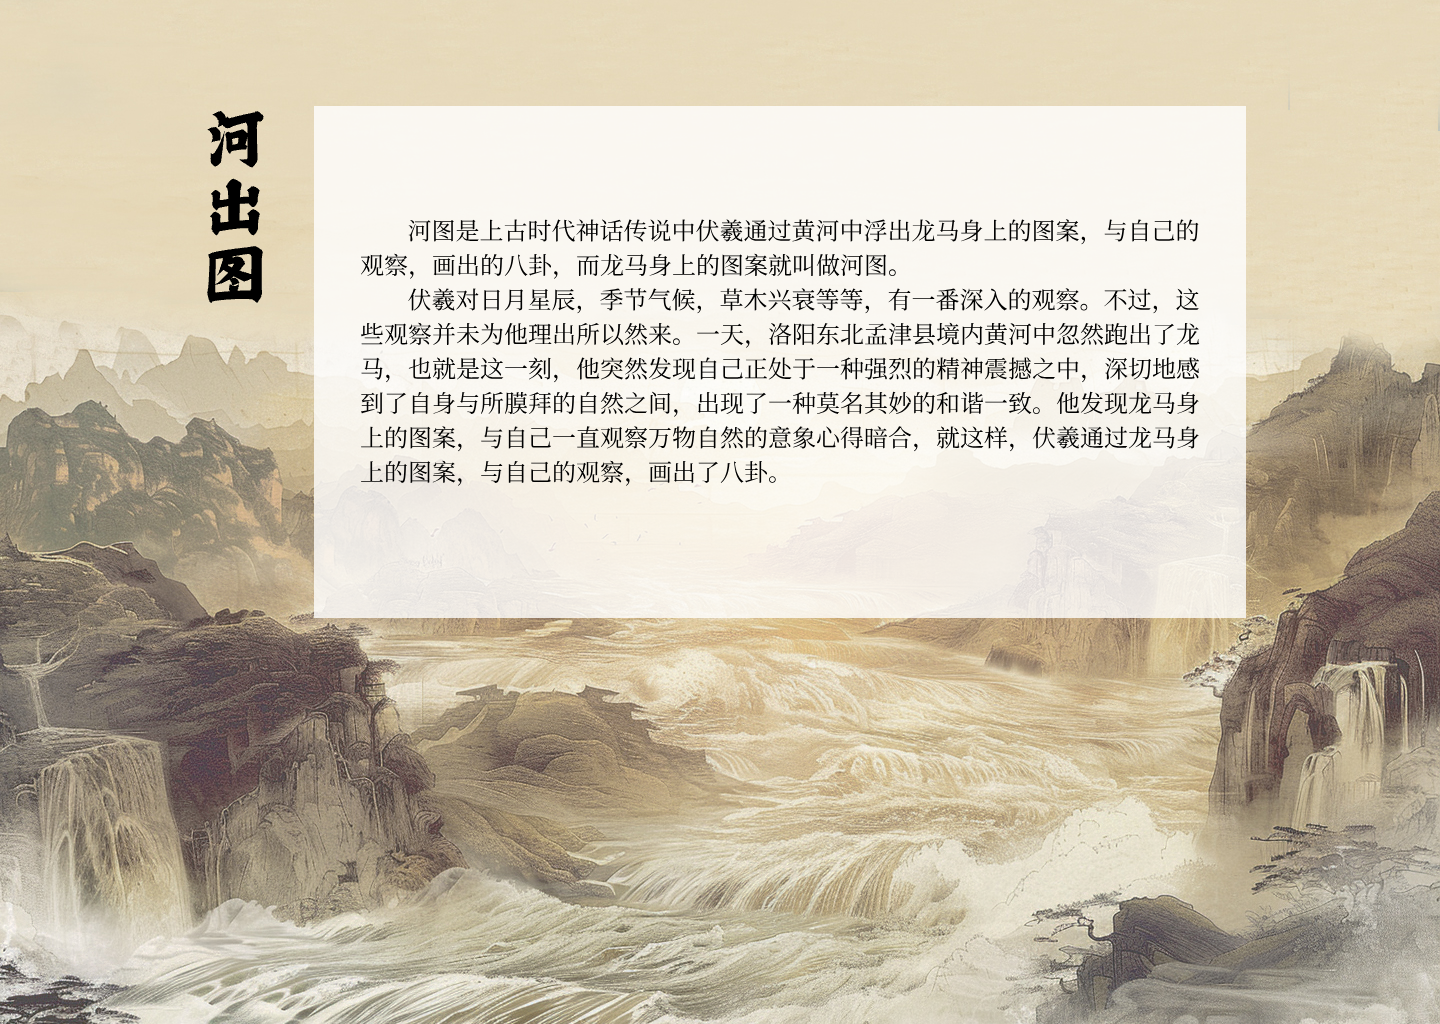 河出图
河图是上古时代神话传说中伏羲通过黄河中浮出龙马身上的图案，与自己的
观察，画出的八卦，而龙马身上的图案就叫做河图。
伏羲对日月星辰，季节气候，草木兴衰等等，有一番深入的观察。不过，这
些观察并未为他理出所以然来。一天，洛阳东北孟津县境内黄河中忽然跑出了龙
马，也就是这一刻，他突然发现自己正处于一种强烈的精神震撼之中，深切地感
到了自身与所膜拜的自然之间，出现了一种莫名其妙的和谐一致。他发现龙马身
上的图案，与自己一直观察万物自然的意象心得暗合，就这样，伏羲通过龙马身
上的图案，与自己的观察，画出了八卦。